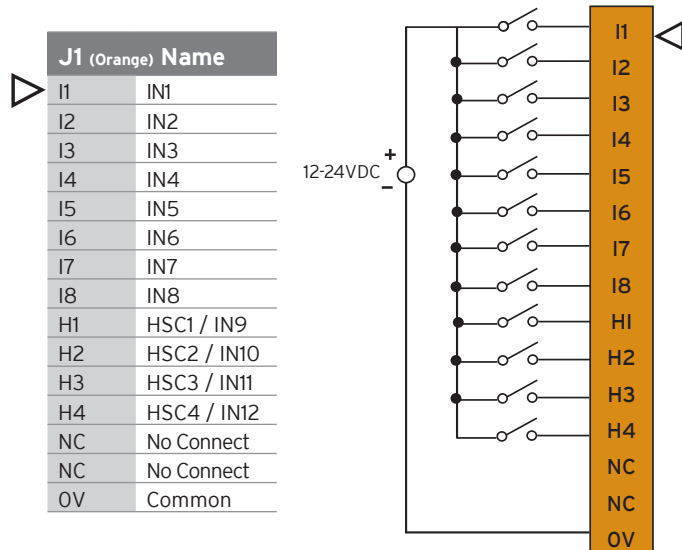 J1 (Orange) Name
I1 IN1
I2 IN2
I3 IN3
I4 IN4
I5 IN5
I6 IN6
I7 IN7
I8 IN8
H1 HSC1 / IN9
H2 HSC2 / IN10
H3 HSC3 / IN11
H4 HSC4 / IN12
NC No Connect
NC No Connect
0V Common
12-24VDC
+
−
I1
I2
I3
I4
I5
I6
I7
I8
HI
H2
H3
H4
NC
NC
0V